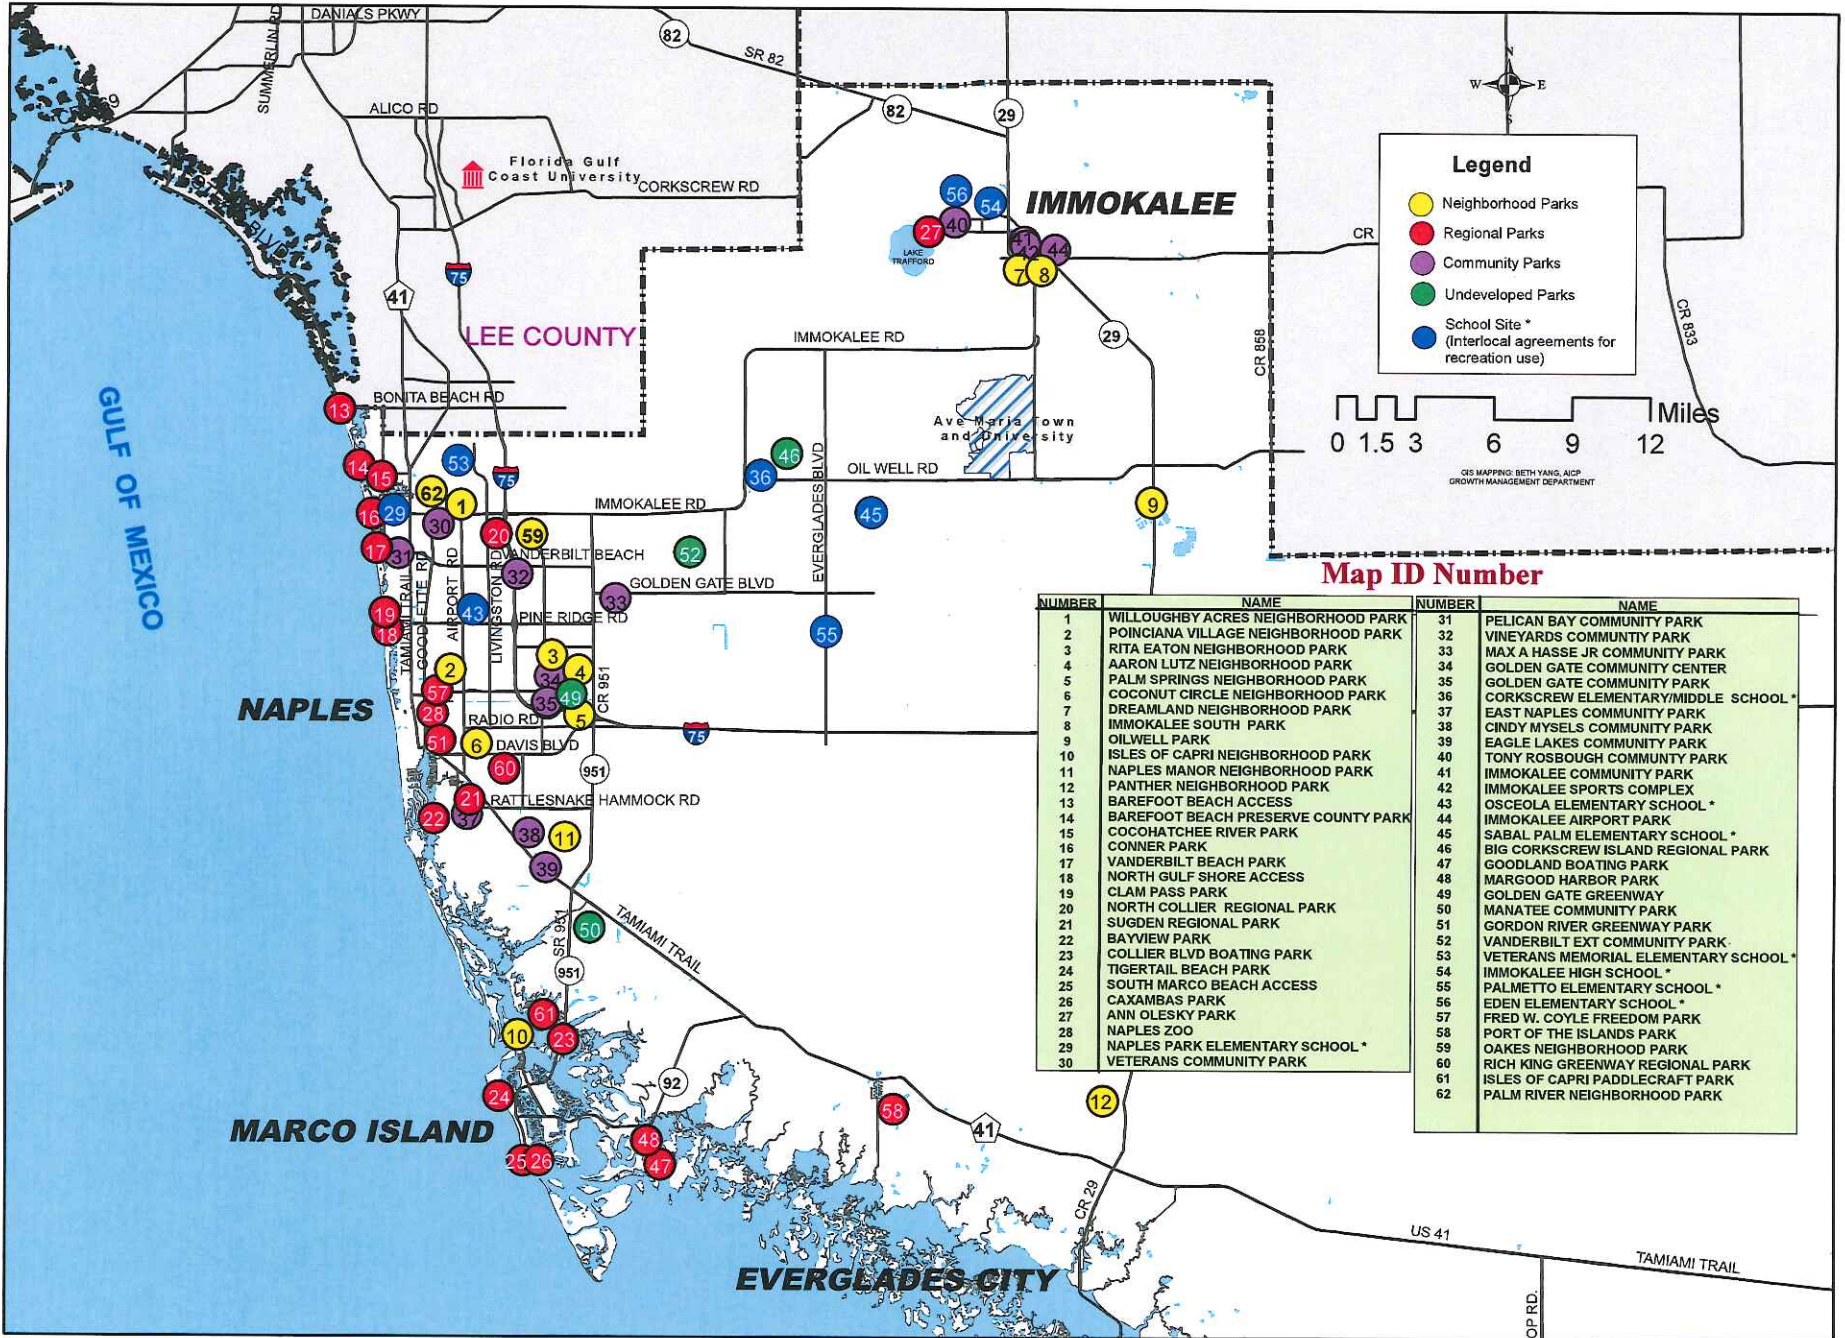 DANIALS PKWY
SUMMERLIN RD
82
SR 82
ALICO RD
82
29
N
W E
S
Florida Gulf
Coast University
CORKSCREW RD
56
54
IMMOKALEE
40
27
LAKE
TRAFFORD
41
42
44
7
8
CR
CR 833
CR 858
BLVD
41
75
LEE COUNTY
IMMOKALEE RD
29
Legend
Neighborhood Parks
Regional Parks
Community Parks
Undeveloped Parks
School Site *
(Interlocal agreements for
recreation use)
Miles
0 1.5 3 6 9 12
GIS MAPPING: BETH YANG, AICP
GROWTH MANAGEMENT DEPARTMENT
GULF OF MEXICO
13
BONITA BEACH RD
Ave Maria Town
and University
14
15
53
75
46
36
OIL WELL RD
EVERGLADES BLVD
62
1
16
29
30
IMMOKALEE RD
45
9
20
59
17
31
VANDERBILT BEACH
52
32
GOLDEN GATE BLVD
33
TAMIAMI TRAIL
GOODLETTE RD
AIRPORT RD
LIVINGSTON RD
19
18
43
PINE RIDGE RD
55
2
3
4
34
CR 951
57
35
49
NAPLES
28
RADIO RD
5
75
51
6
DAVIS BLVD
60
951
21
RATTLESNAKE HAMMOCK RD
22
37
38
11
39
TAMIAMI TRAIL
50
SR 951
951
61
10
23
24
92
MARCO ISLAND
25
26
48
47
58
41
12
CR 29
US 41
TAMIAMI TRAIL
EVERGLADES CITY
OP RD.
Map ID Number
NUMBER NAME
1 WILLOUGHBY ACRES NEIGHBORHOOD PARK
2 POINCIANA VILLAGE NEIGHBORHOOD PARK
3 RITA EATON NEIGHBORHOOD PARK
4 AARON LUTZ NEIGHBORHOOD PARK
5 PALM SPRINGS NEIGHBORHOOD PARK
6 COCONUT CIRCLE NEIGHBORHOOD PARK
7 DREAMLAND NEIGHBORHOOD PARK
8 IMMOKALEE SOUTH PARK
9 OILWELL PARK
10 ISLES OF CAPRI NEIGHBORHOOD PARK
11 NAPLES MANOR NEIGHBORHOOD PARK
12 PANTHER NEIGHBORHOOD PARK
13 BAREFOOT BEACH ACCESS
14 BAREFOOT BEACH PRESERVE COUNTY PARK
15 COCOHATCHEE RIVER PARK
16 CONNER PARK
17 VANDERBILT BEACH PARK
18 NORTH GULF SHORE ACCESS
19 CLAM PASS PARK
20 NORTH COLLIER REGIONAL PARK
21 SUGDEN REGIONAL PARK
22 BAYVIEW PARK
23 COLLIER BLVD BOATING PARK
24 TIGERTAIL BEACH PARK
25 SOUTH MARCO BEACH ACCESS
26 CAXAMBAS PARK
27 ANN OLESKY PARK
28 NAPLES ZOO
29 NAPLES PARK ELEMENTARY SCHOOL *
30 VETERANS COMMUNITY PARK
NUMBER NAME
31 PELICAN BAY COMMUNTIY PARK
32 VINEYARDS COMMUNTIY PARK
33 MAX A HASSE JR COMMUNITY PARK
34 GOLDEN GATE COMMUNITY CENTER
35 GOLDEN GATE COMMUNITY PARK
36 CORKSCREW ELEMENTARY/MIDDLE SCHOOL *
37 EAST NAPLES COMMUNITY PARK
38 CINDY MYSELS COMMUNITY PARK
39 EAGLE LAKES COMMUNITY PARK
40 TONY ROSBOUGH COMMUNTY PARK
41 IMMOKALEE COMMUNITY PARK
42 IMMOKALEE SPORTS COMPLEX
43 OSCEOLA ELEMENTARY SCHOOL *
44 IMMOKALEE AIRPORT PARK
45 SABAL PALM ELEMENTARY SCHOOL *
46 BIG CORKSCREW ISLAND REGIONAL PARK
47 GOODLAND BOATING PARK
48 MARGOOD HARBOR PARK
49 GOLDEN GATE GREENWAY
50 MANATEE COMMUNITY PARK
51 GORDON RIVER GREENWAY PARK
52 VANDERBILT EXT COMMUNITY PARK
53 VETERANS MEMORIAL ELEMENTARY SCHOOL *
54 IMMOKALEE HIGH SCHOOL *
55 PALMETTO ELEMENTARY SCHOOL *
56 EDEN ELEMENTARY SCHOOL *
57 FRED W. COYLE FREEDOM PARK
58 PORT OF THE ISLANDS PARK
59 OAKES NEIGHBORHOOD PARK
60 RICH KING GREENWAY REGIONAL PARK
61 ISLES OF CAPRI PADDLECRAFT PARK
62 PALM RIVER NEIGHBORHOOD PARK